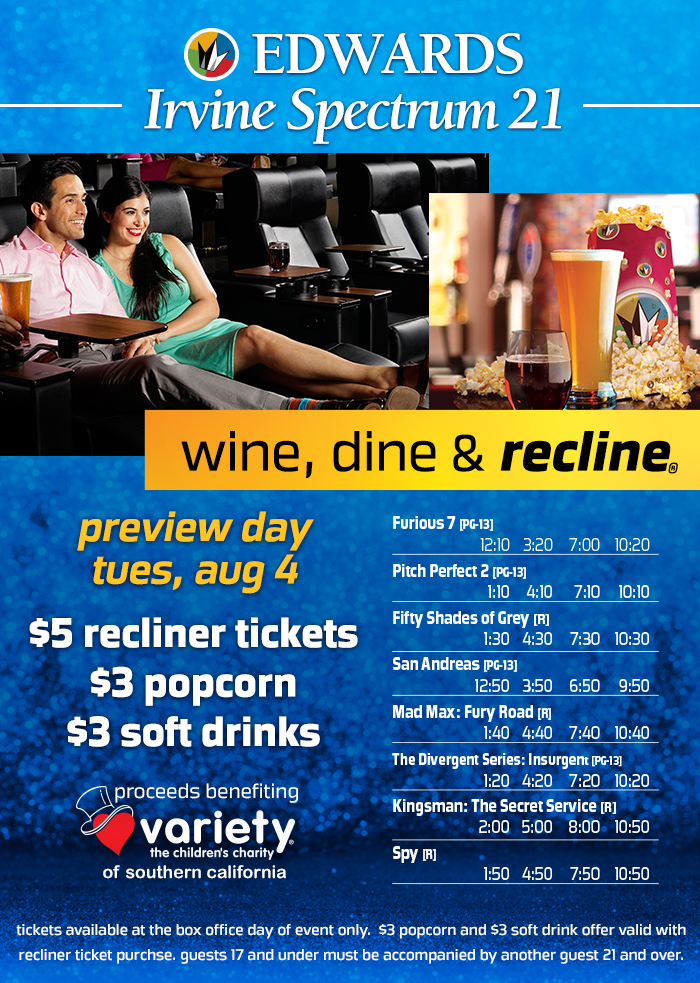 EDWARDS
Irvine Spectrum 21
wine, dine & recline®
preview day
tues, aug 4
$5 recliner tickets
$3 popcorn
$3 soft drinks
proceeds benefiting
variety®
the children's charity
of southern california
Furious 7 [PG-13]
12:10 3:20 7:00 10:20
Pitch Perfect 2 [PG-13]
1:10 4:10 7:10 10:10
Fifty Shades of Grey [R]
1:30 4:30 7:30 10:30
San Andreas [PG-13]
12:50 3:50 6:50 9:50
Mad Max: Fury Road [R]
1:40 4:40 7:40 10:40
The Divergent Series: Insurgent [PG-13]
1:20 4:20 7:20 10:20
Kingsman: The Secret Service [R]
2:00 5:00 8:00 10:50
Spy [R]
1:50 4:50 7:50 10:50
tickets available at the box office day of event only. $3 popcorn and $3 soft drink offer valid with
recliner ticket purchse. guests 17 and under must be accompanied by another guest 21 and over.